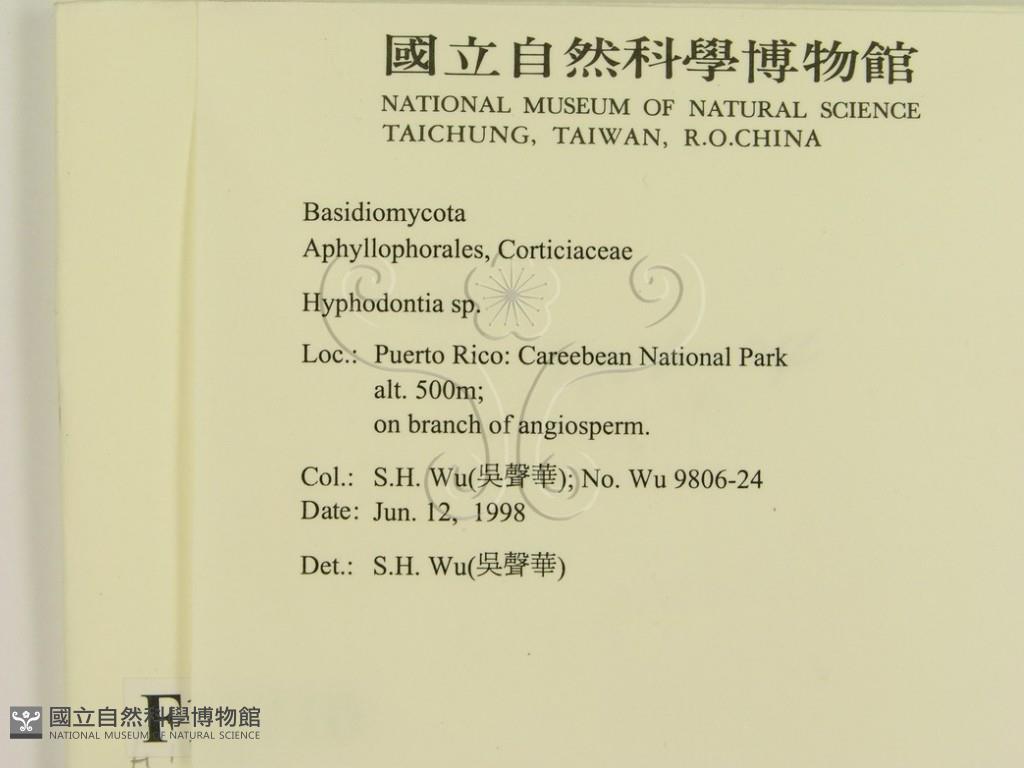 國立自然科學博物館
NATIONAL MUSEUM OF NATURAL SCIENCE
TAICHUNG, TAIWAN, R.O.CHINA
Basidiomycota
Aphyllophorales, Corticiaceae
Hyphodontia sp.
Loc.: Puerto Rico: Careebean National Park
alt. 500m;
on branch of angiosperm.
Col.: S.H. Wu(吳聲華); No. Wu 9806-24
Date: Jun. 12, 1998
Det.: S.H. Wu(吳聲華)
F
國立自然科學博物館
NATIONAL MUSEUM OF NATURAL SCIENCE